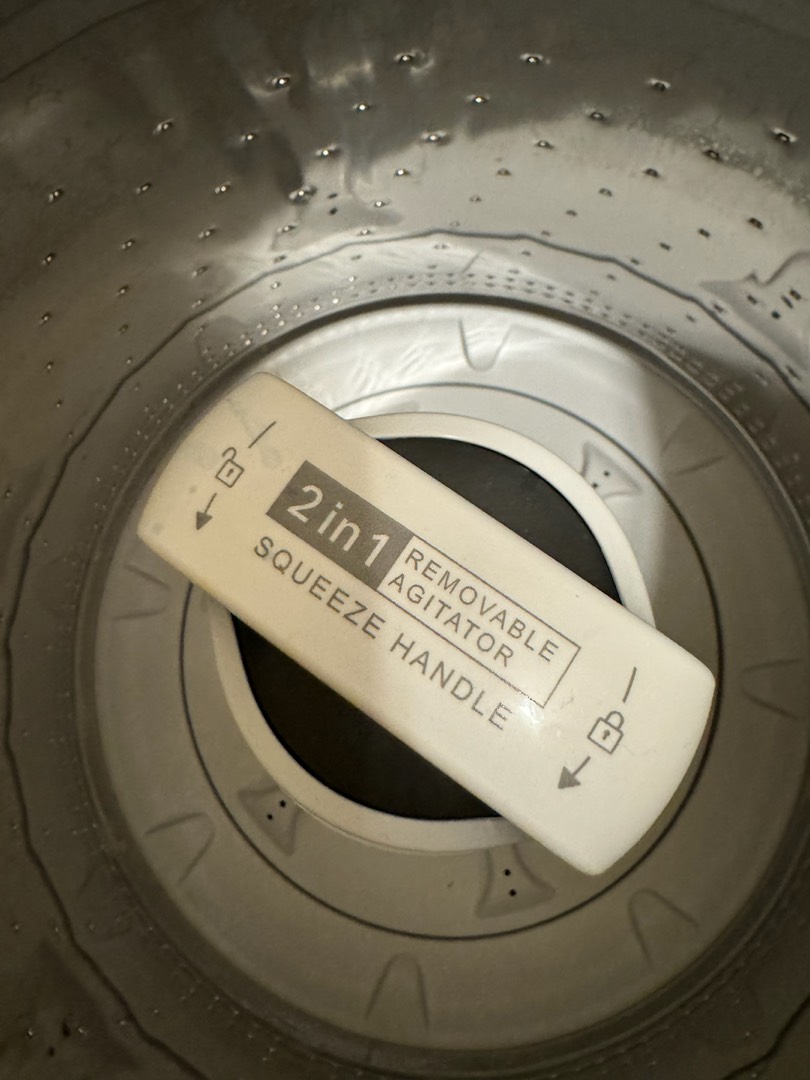 2in1
REMOVABLE
AGITATOR
SQUEEZE HANDLE